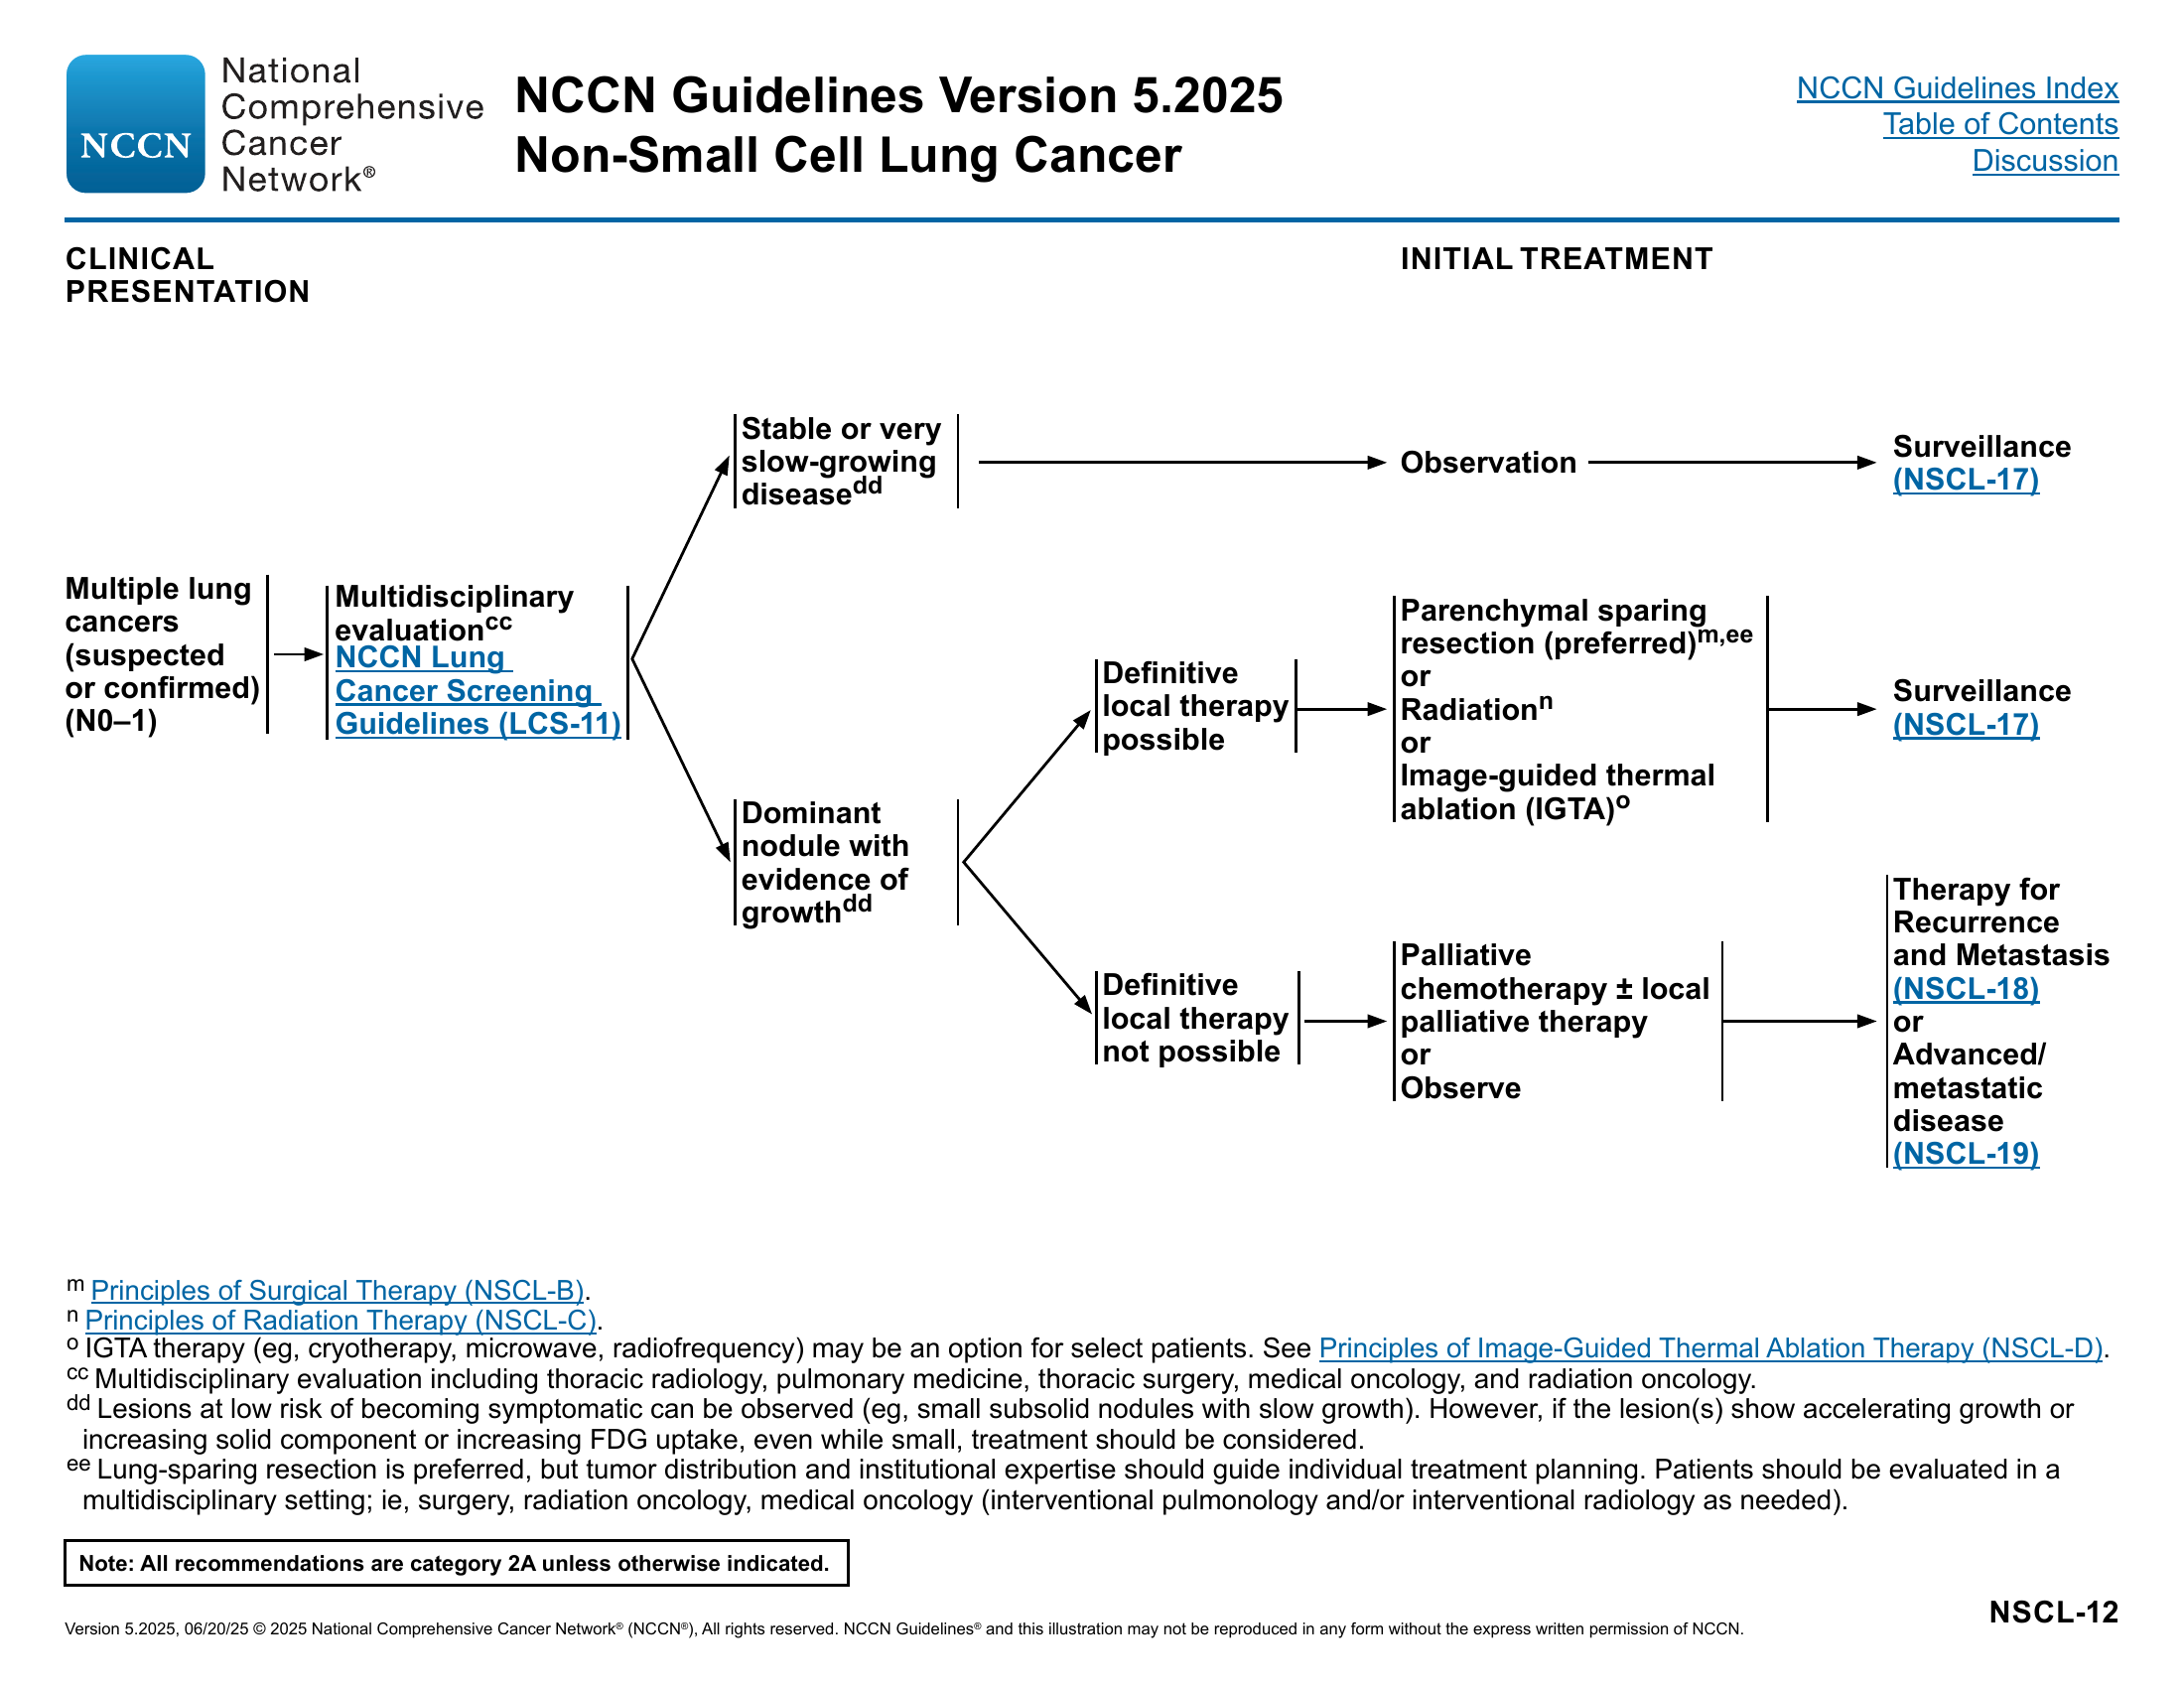 National
Comprehensive
Cancer
Network®
NCCN
NCCN Guidelines Version 5.2025
Non-Small Cell Lung Cancer
NCCN Guidelines Index
Table of Contents
Discussion
CLINICAL
PRESENTATION
INITIAL TREATMENT
Multiple lung
cancers
(suspected
or confirmed)
(N0–1)
Multidisciplinary
evaluationcc
NCCN Lung
Cancer Screening
Guidelines (LCS-11)
Stable or very
slow-growing
diseasedd
Observation
Surveillance
(NSCL-17)
Dominant
nodule with
evidence of
growthdd
Definitive
local therapy
possible
Parenchymal sparing
resection (preferred)m,ee
or
Radiationn
or
Image-guided thermal
ablation (IGTA)o
Surveillance
(NSCL-17)
Definitive
local therapy
not possible
Palliative
chemotherapy ± local
palliative therapy
or
Observe
Therapy for
Recurrence
and Metastasis
(NSCL-18)
or
Advanced/
metastatic
disease
(NSCL-19)
m Principles of Surgical Therapy (NSCL-B).
n Principles of Radiation Therapy (NSCL-C).
o IGTA therapy (eg, cryotherapy, microwave, radiofrequency) may be an option for select patients. See Principles of Image-Guided Thermal Ablation Therapy (NSCL-D).
cc Multidisciplinary evaluation including thoracic radiology, pulmonary medicine, thoracic surgery, medical oncology, and radiation oncology.
dd Lesions at low risk of becoming symptomatic can be observed (eg, small subsolid nodules with slow growth). However, if the lesion(s) show accelerating growth or
increasing solid component or increasing FDG uptake, even while small, treatment should be considered.
ee Lung-sparing resection is preferred, but tumor distribution and institutional expertise should guide individual treatment planning. Patients should be evaluated in a
multidisciplinary setting; ie, surgery, radiation oncology, medical oncology (interventional pulmonology and/or interventional radiology as needed).
Note: All recommendations are category 2A unless otherwise indicated.
NSCL-12
Version 5.2025, 06/20/25 © 2025 National Comprehensive Cancer Network® (NCCN®), All rights reserved. NCCN Guidelines® and this illustration may not be reproduced in any form without the express written permission of NCCN.